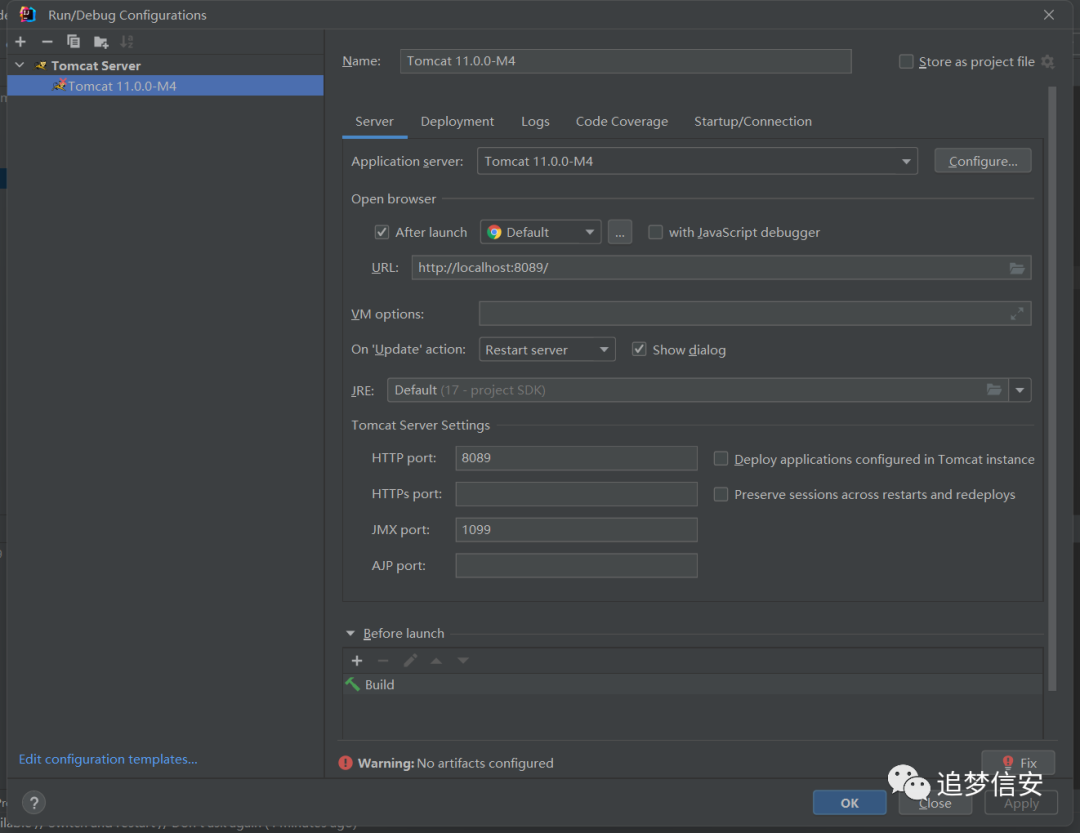 Run/Debug Configurations
Tomcat Server
Tomcat 11.0.0-M4
Name: Tomcat 11.0.0-M4 Store as project file
Server Deployment Logs Code Coverage Startup/Connection
Application server: Tomcat 11.0.0-M4 Configure...
Open browser
After launch Default ... with JavaScript debugger
URL: http://localhost:8089/
VM options:
On 'Update' action: Restart server Show dialog
JRE: Default (17 - project SDK)
Tomcat Server Settings
HTTP port: 8089 Deploy applications configured in Tomcat instance
HTTPs port: Preserve sessions across restarts and redeploys
JMX port: 1099
AJP port:
Before launch
Build
Edit configuration templates...
Warning: No artifacts configured Fix
追梦信安
? OK Close Apply